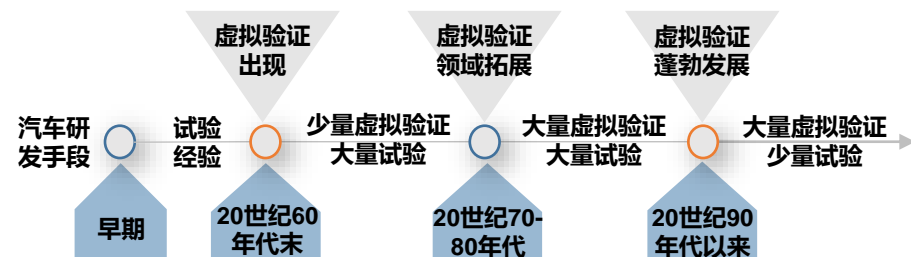 虚拟验证
出现
虚拟验证
领域拓展
虚拟验证
蓬勃发展
汽车研
发手段
试验
经验
少量虚拟验证
大量试验
大量虚拟验证
大量试验
大量虚拟验证
少量试验
早期
20世纪60
年代末
20世纪70-
80年代
20世纪90
年代以来